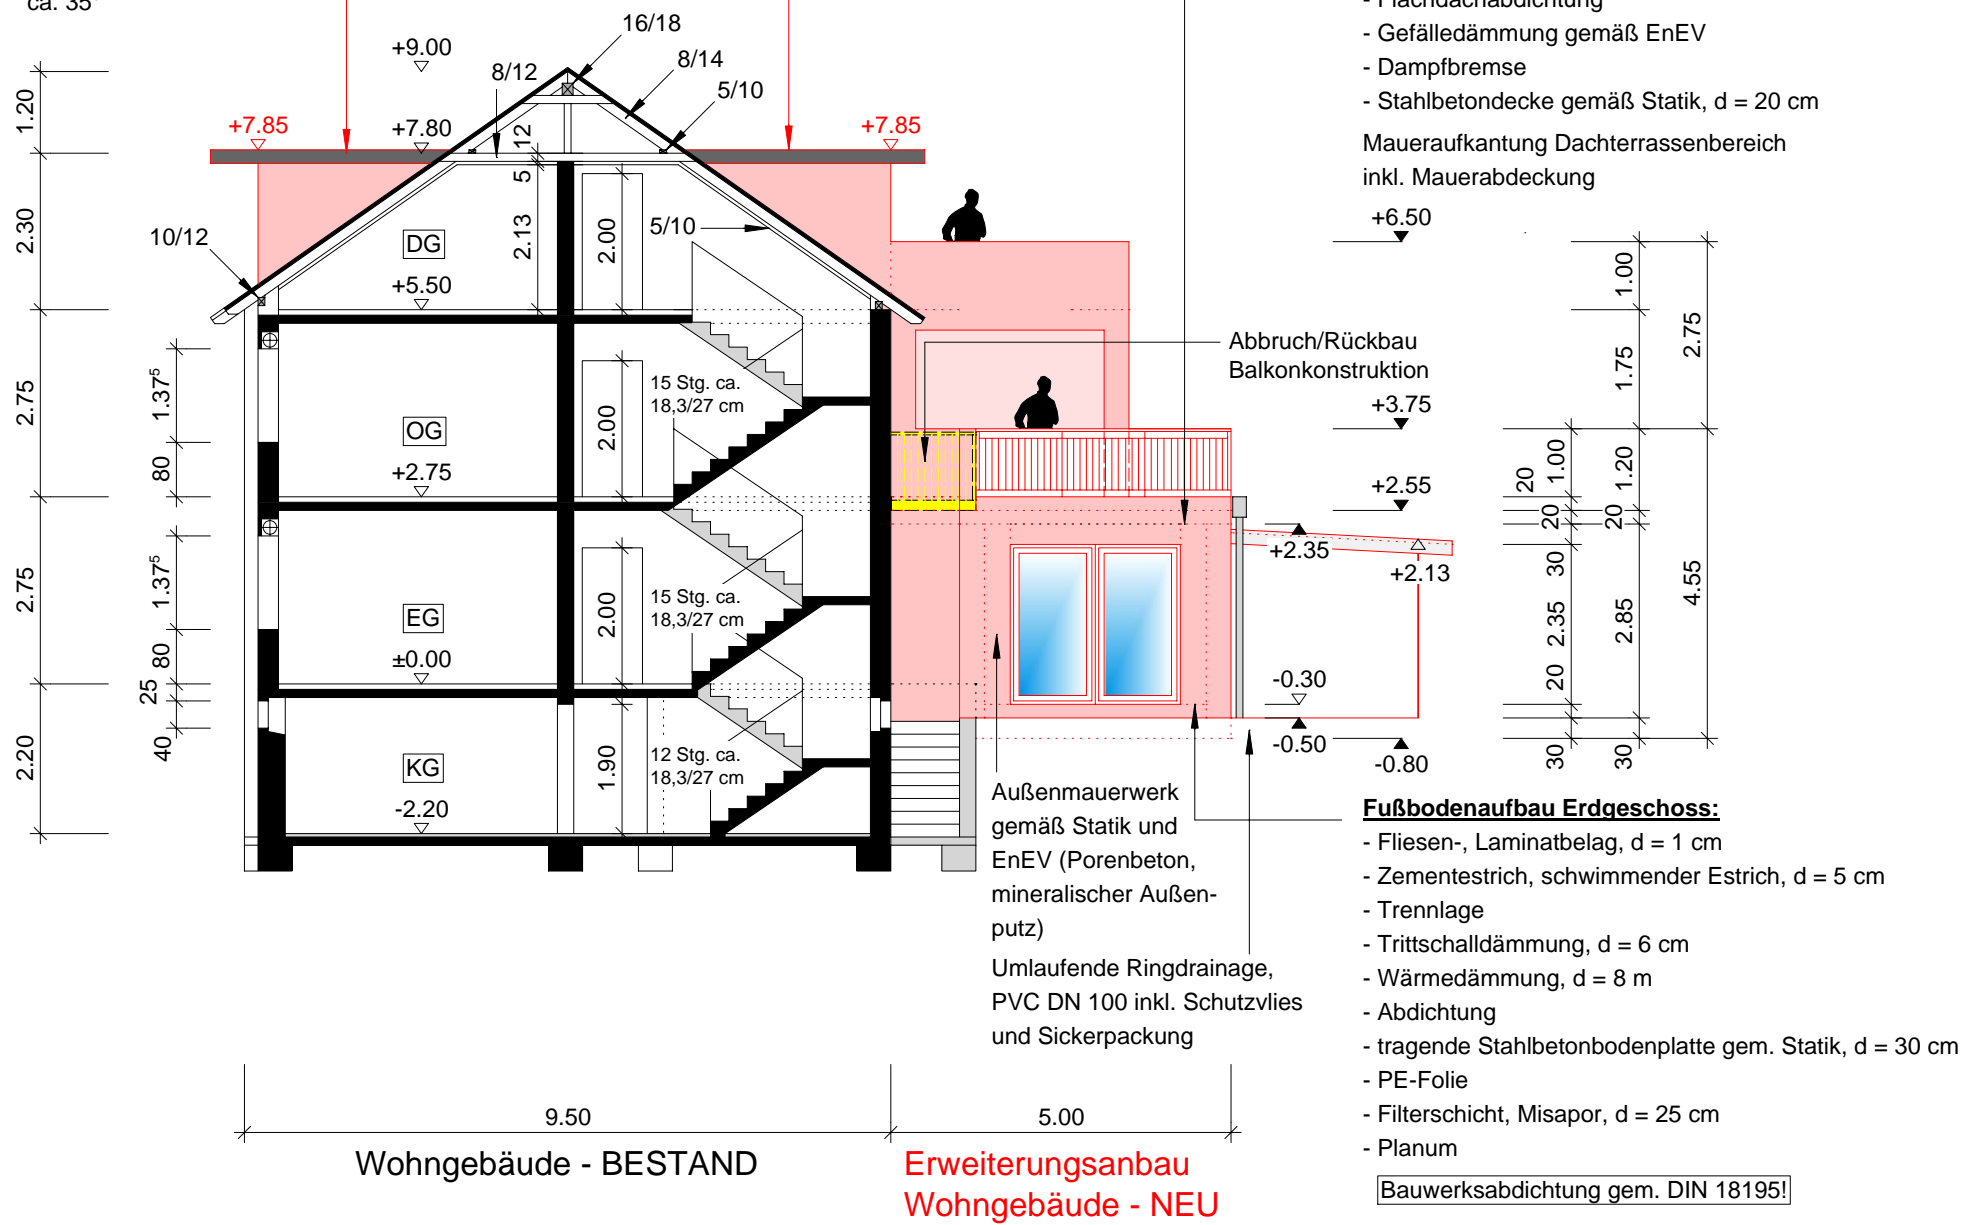 ca. 35°
- Flachdachabdichtung
- Gefälledämmung gemäß EnEV
- Dampfbremse
- Stahlbetondecke gemäß Statik, d = 20 cm
Maueraufkantung Dachterrassenbereich
inkl. Mauerabdeckung
16/18
+9.00
8/14
8/12
5/10
+7.85
+7.80
+7.85
12
5
2.13
2.00
5/10
10/12
DG
+5.50
1.20
2.30
2.75
2.75
2.20
1.37⁵
80
1.37⁵
80
25
40
15 Stg. ca.
18,3/27 cm
OG
+2.75
2.00
15 Stg. ca.
18,3/27 cm
EG
±0.00
2.00
12 Stg. ca.
18,3/27 cm
KG
-2.20
1.90
Abbruch/Rückbau
Balkonkonstruktion
+6.50
+3.75
+2.55
+2.35
+2.13
-0.30
-0.50
-0.80
1.00
1.75
2.75
20
1.00
1.20
20
20
30
2.35
2.85
4.55
20
30
30
Außenmauerwerk
gemäß Statik und
EnEV (Porenbeton,
mineralischer Außen-
putz)
Umlaufende Ringdrainage,
PVC DN 100 inkl. Schutzvlies
und Sickerpackung
Fußbodenaufbau Erdgeschoss:
- Fliesen-, Laminatbelag, d = 1 cm
- Zementestrich, schwimmender Estrich, d = 5 cm
- Trennlage
- Trittschalldämmung, d = 6 cm
- Wärmedämmung, d = 8 m
- Abdichtung
- tragende Stahlbetonbodenplatte gem. Statik, d = 30 cm
- PE-Folie
- Filterschicht, Misapor, d = 25 cm
- Planum
Bauwerksabdichtung gem. DIN 18195!
9.50
5.00
Wohngebäude - BESTAND
Erweiterungsanbau
Wohngebäude - NEU